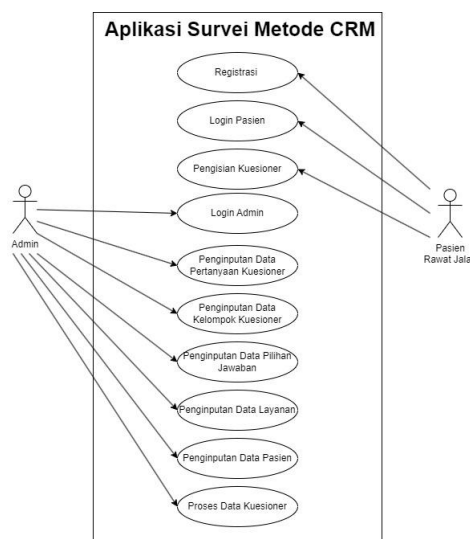 Aplikasi Survei Metode CRM
Registrasi
Login Pasien
Pengisian Kuesioner
Login Admin
Admin
Pasien
Rawat Jala
Penginputan Data
Pertanyaan Kuesioner
Penginputan Data
Kelompok Kuesioner
Penginputan Data Pilihan
Jawaban
Penginputan Data Layanan
Penginputan Data Pasien
Proses Data Kuesioner